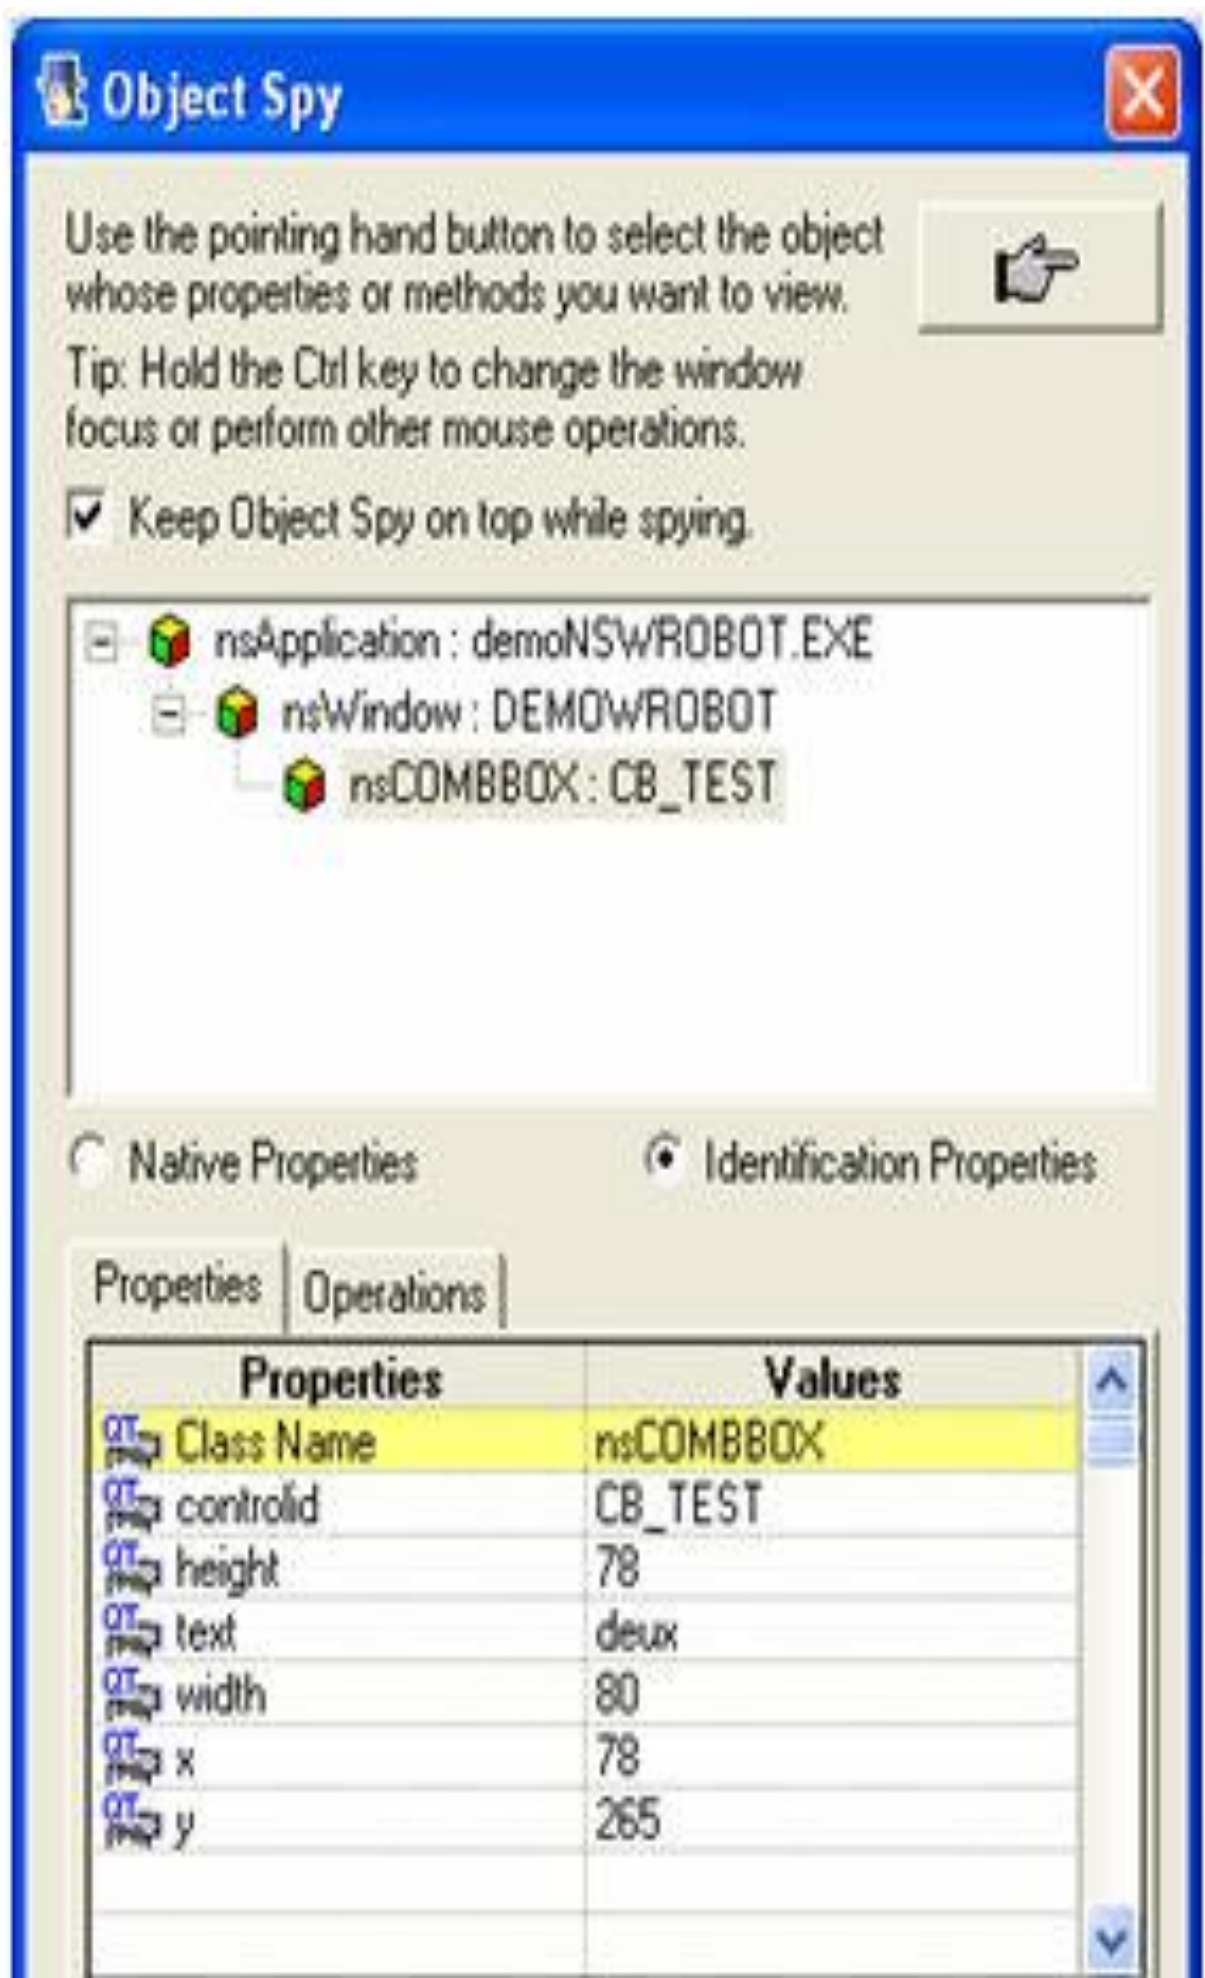 Object Spy
Use the pointing hand button to select the object
whose properties or methods you want to view.
Tip: Hold the Ctrl key to change the window
focus or perform other mouse operations.
Keep Object Spy on top while spying.
nsApplication : demoNSWROBOT.EXE
nsWindow : DEMOWROBOT
nsCOMBBOX : CB_TEST
Native Properties Identification Properties
Properties Operations
Properties Values
Class Name nsCOMBBOX
controlid CB_TEST
height 78
text deux
width 80
x 78
y 265